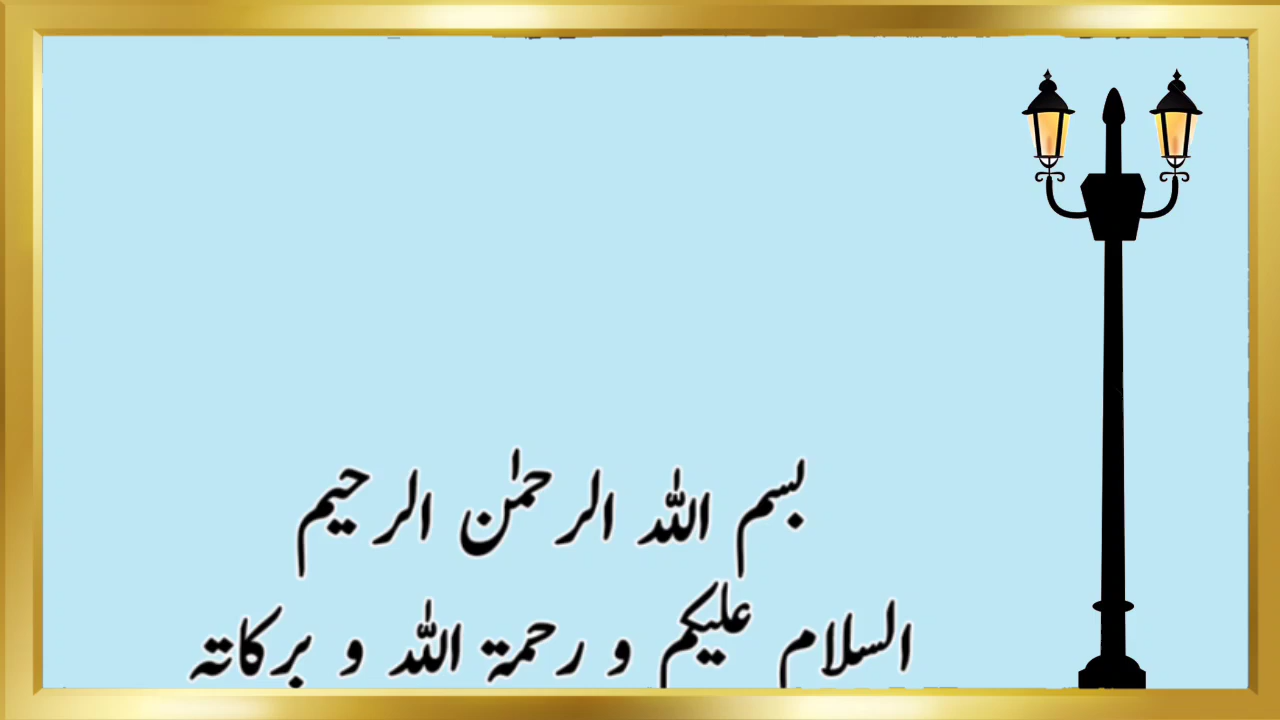 بسم اللہ الرحمٰن الرحیم
السلام علیکم و رحمۃ اللہ و برکاتہ